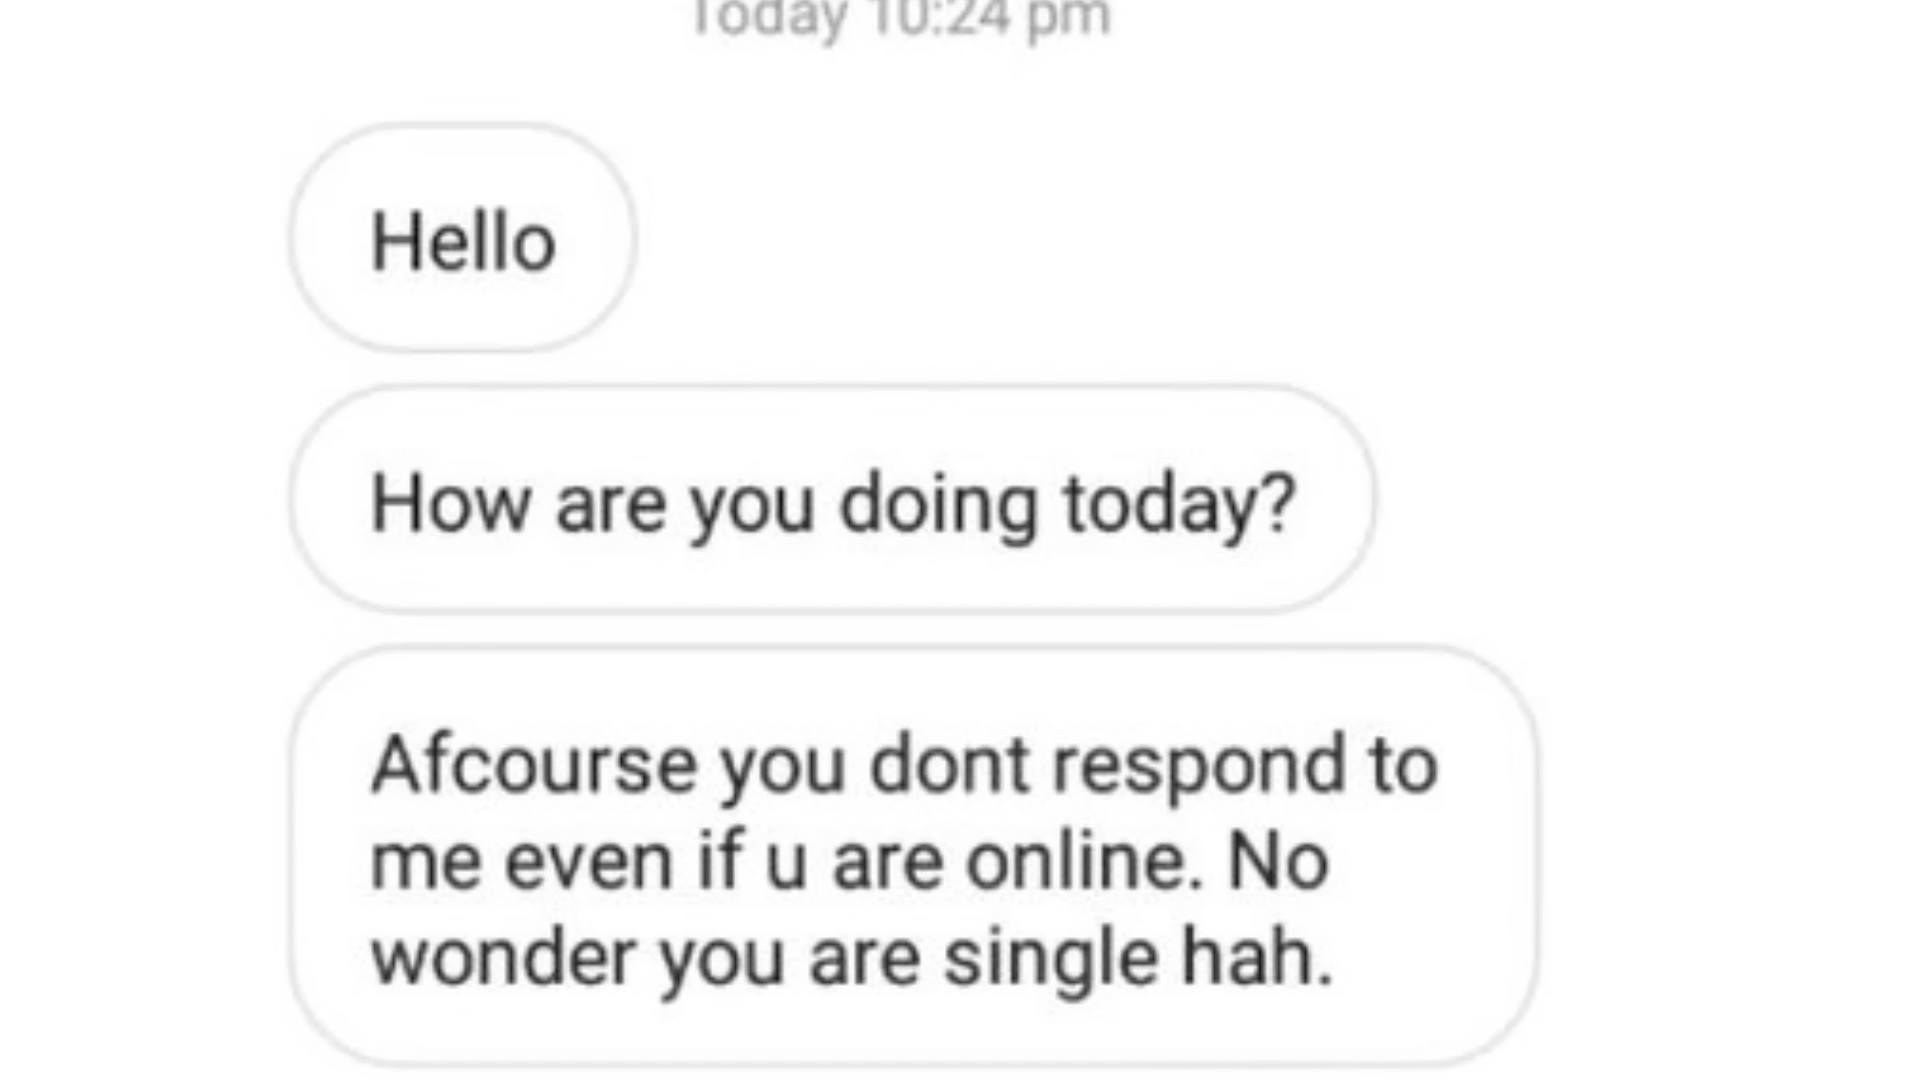 Today 10:24 pm
Hello
How are you doing today?
Afcourse you dont respond to
me even if u are online. No
wonder you are single hah.